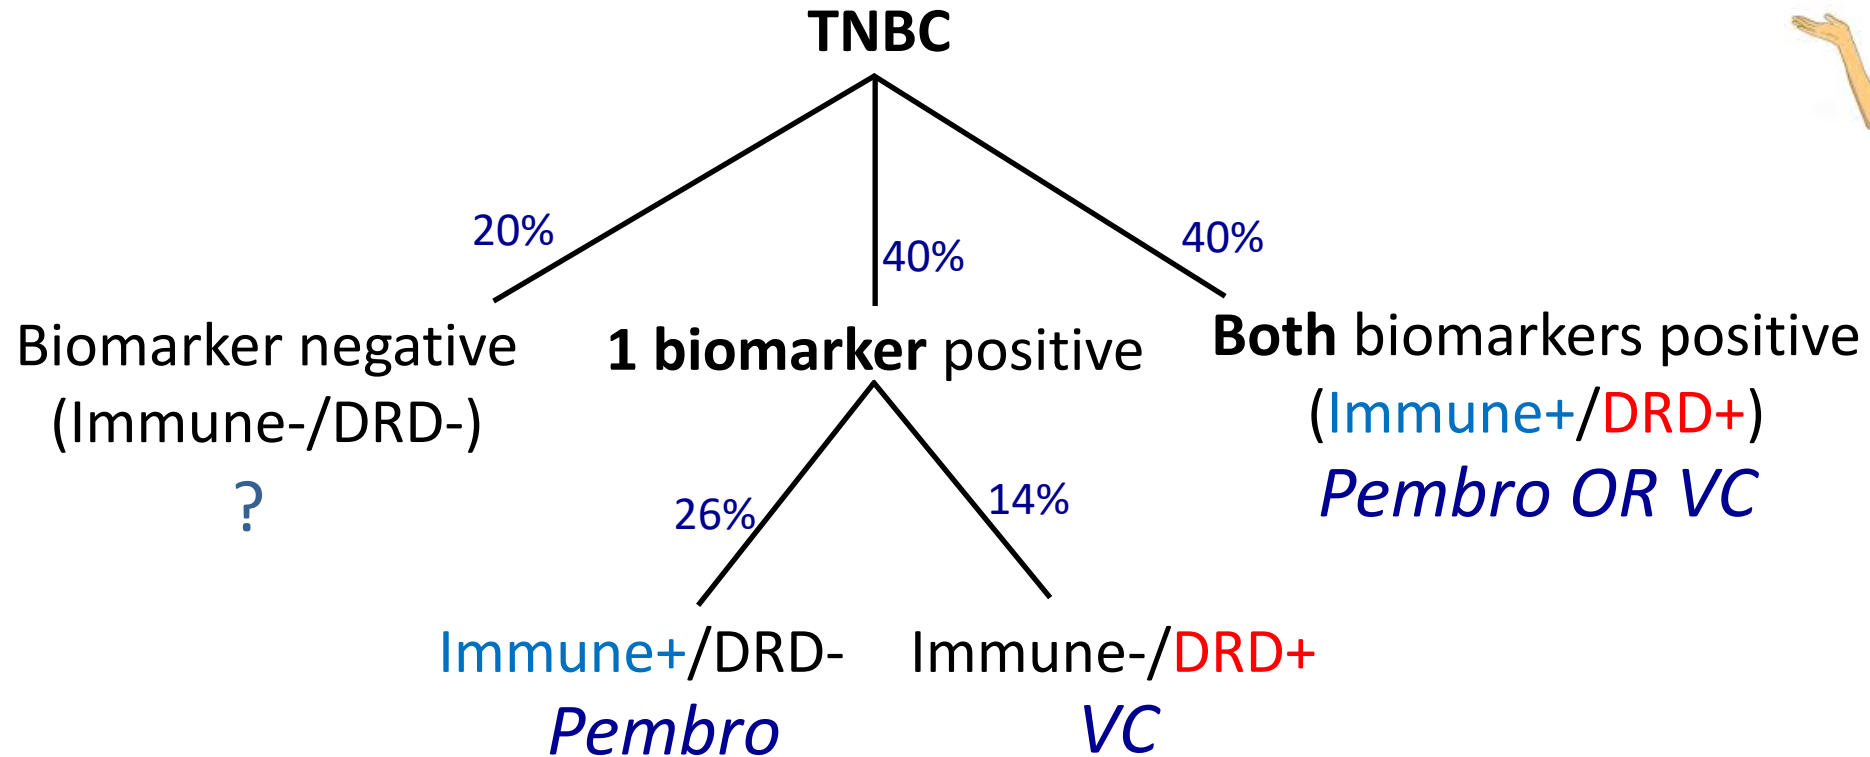 TNBC
20%
40%
40%
Biomarker negative
(Immune-/DRD-)
?
1 biomarker positive
Both biomarkers positive
(Immune+/DRD+)
Pembro OR VC
26%
14%
Immune+/DRD-
Pembro
Immune-/DRD+
VC